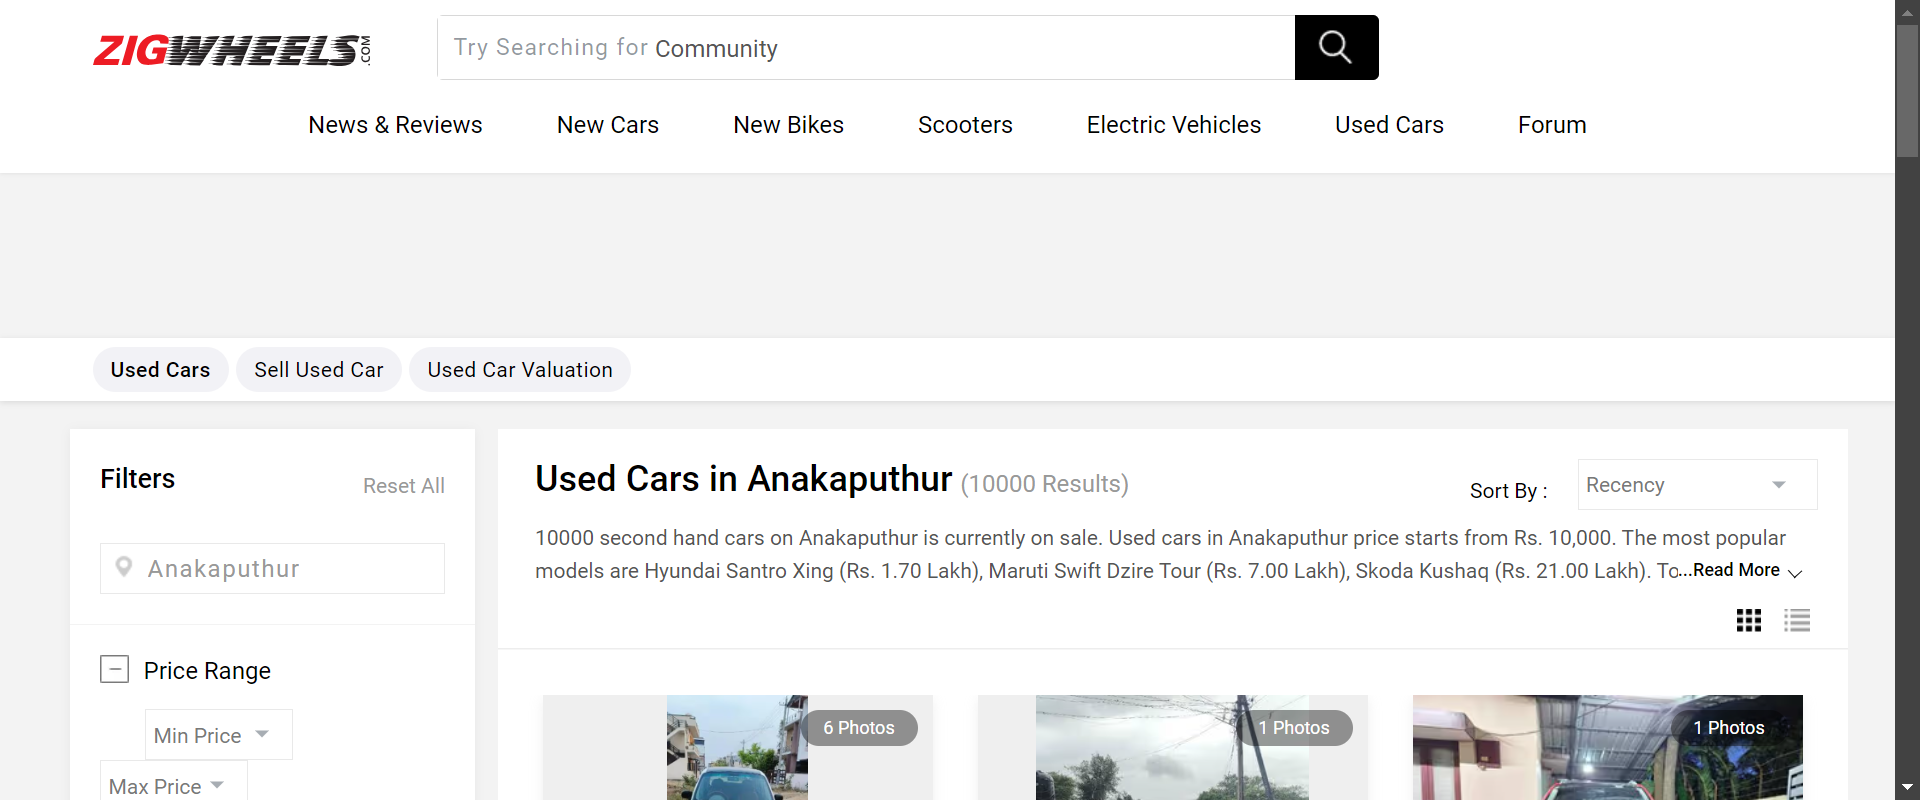 ZIGWHEELS.COM
Try Searching for Community
News & Reviews New Cars New Bikes Scooters Electric Vehicles Used Cars Forum
Used Cars Sell Used Car Used Car Valuation
Filters
Reset All
Anakaputhur
Price Range
Min Price
Max Price
Used Cars in Anakaputhur (10000 Results)
Sort By :
Recency
10000 second hand cars on Anakaputhur is currently on sale. Used cars in Anakaputhur price starts from Rs. 10,000. The most popular
models are Hyundai Santro Xing (Rs. 1.70 Lakh), Maruti Swift Dzire Tour (Rs. 7.00 Lakh), Skoda Kushaq (Rs. 21.00 Lakh). To...Read More
6 Photos
1 Photos
1 Photos